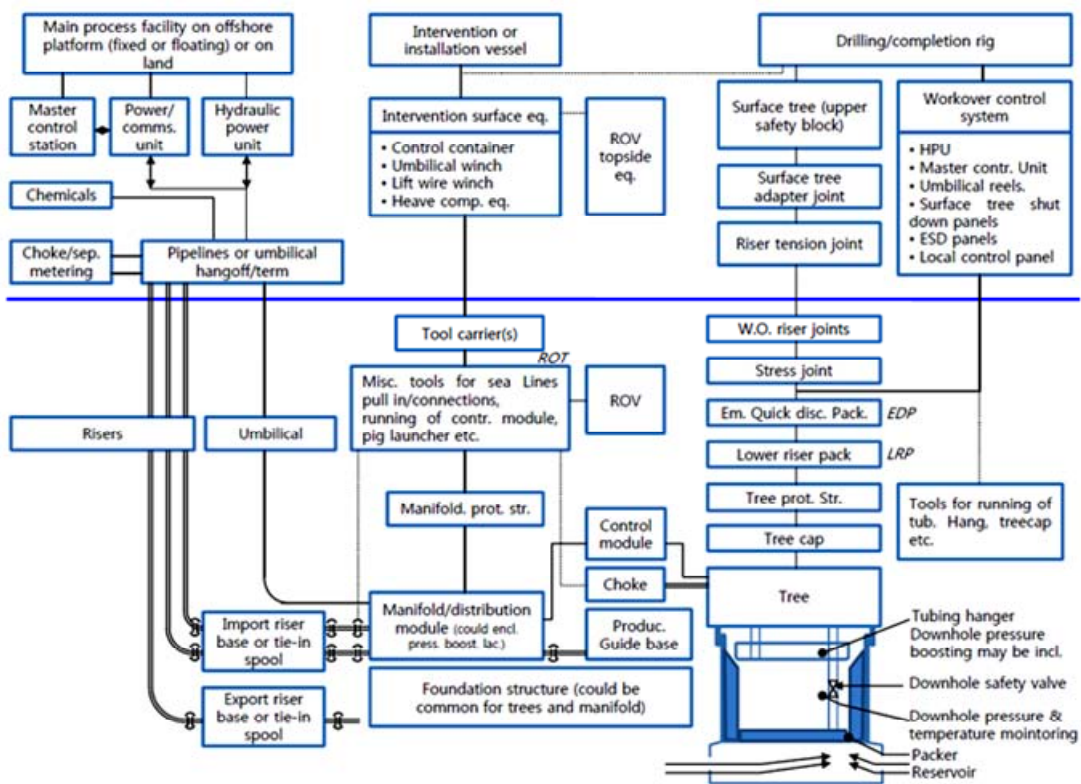 Main process facility on offshore
platform (fixed or floating) or on
land
Intervention or
installation vessel
Drilling/completion rig
Master
control
station
Power/
comms.
unit
Hydraulic
power
unit
Intervention surface eq.
• Control container
• Umbilical winch
• Lift wire winch
• Heave comp. eq.
ROV
topside
eq.
Surface tree (upper
safety block)
Workover control
system
• HPU
• Master contr. Unit
• Umbilical reels.
• Surface tree shut
down panels
• ESD panels
• Local control panel
Chemicals
Surface tree
adapter joint
Choke/sep.
metering
Pipelines or umbilical
hangoff/term
Riser tension joint
Tool carrier(s)
ROT
W.O. riser joints
Misc. tools for sea Lines
pull in/connections,
running of contr. module,
pig launcher etc.
ROV
Stress joint
Em. Quick disc. Pack.
EDP
Risers
Umbilical
Lower riser pack
LRP
Manifold. prot. str.
Tree prot. Str.
Tools for running of
tub. Hang, treecap
etc.
Control
module
Tree cap
Choke
Tree
Import riser
base or tie-in
spool
Manifold/distribution
module (could encl.
press. boost. lac.)
Produc.
Guide base
Tubing hanger
Downhole pressure
boosting may be incl.
Export riser
base or tie-in
spool
Foundation structure (could be
common for trees and manifold)
Downhole safety valve
Downhole pressure &
temperature mointoring
Packer
Reservoir